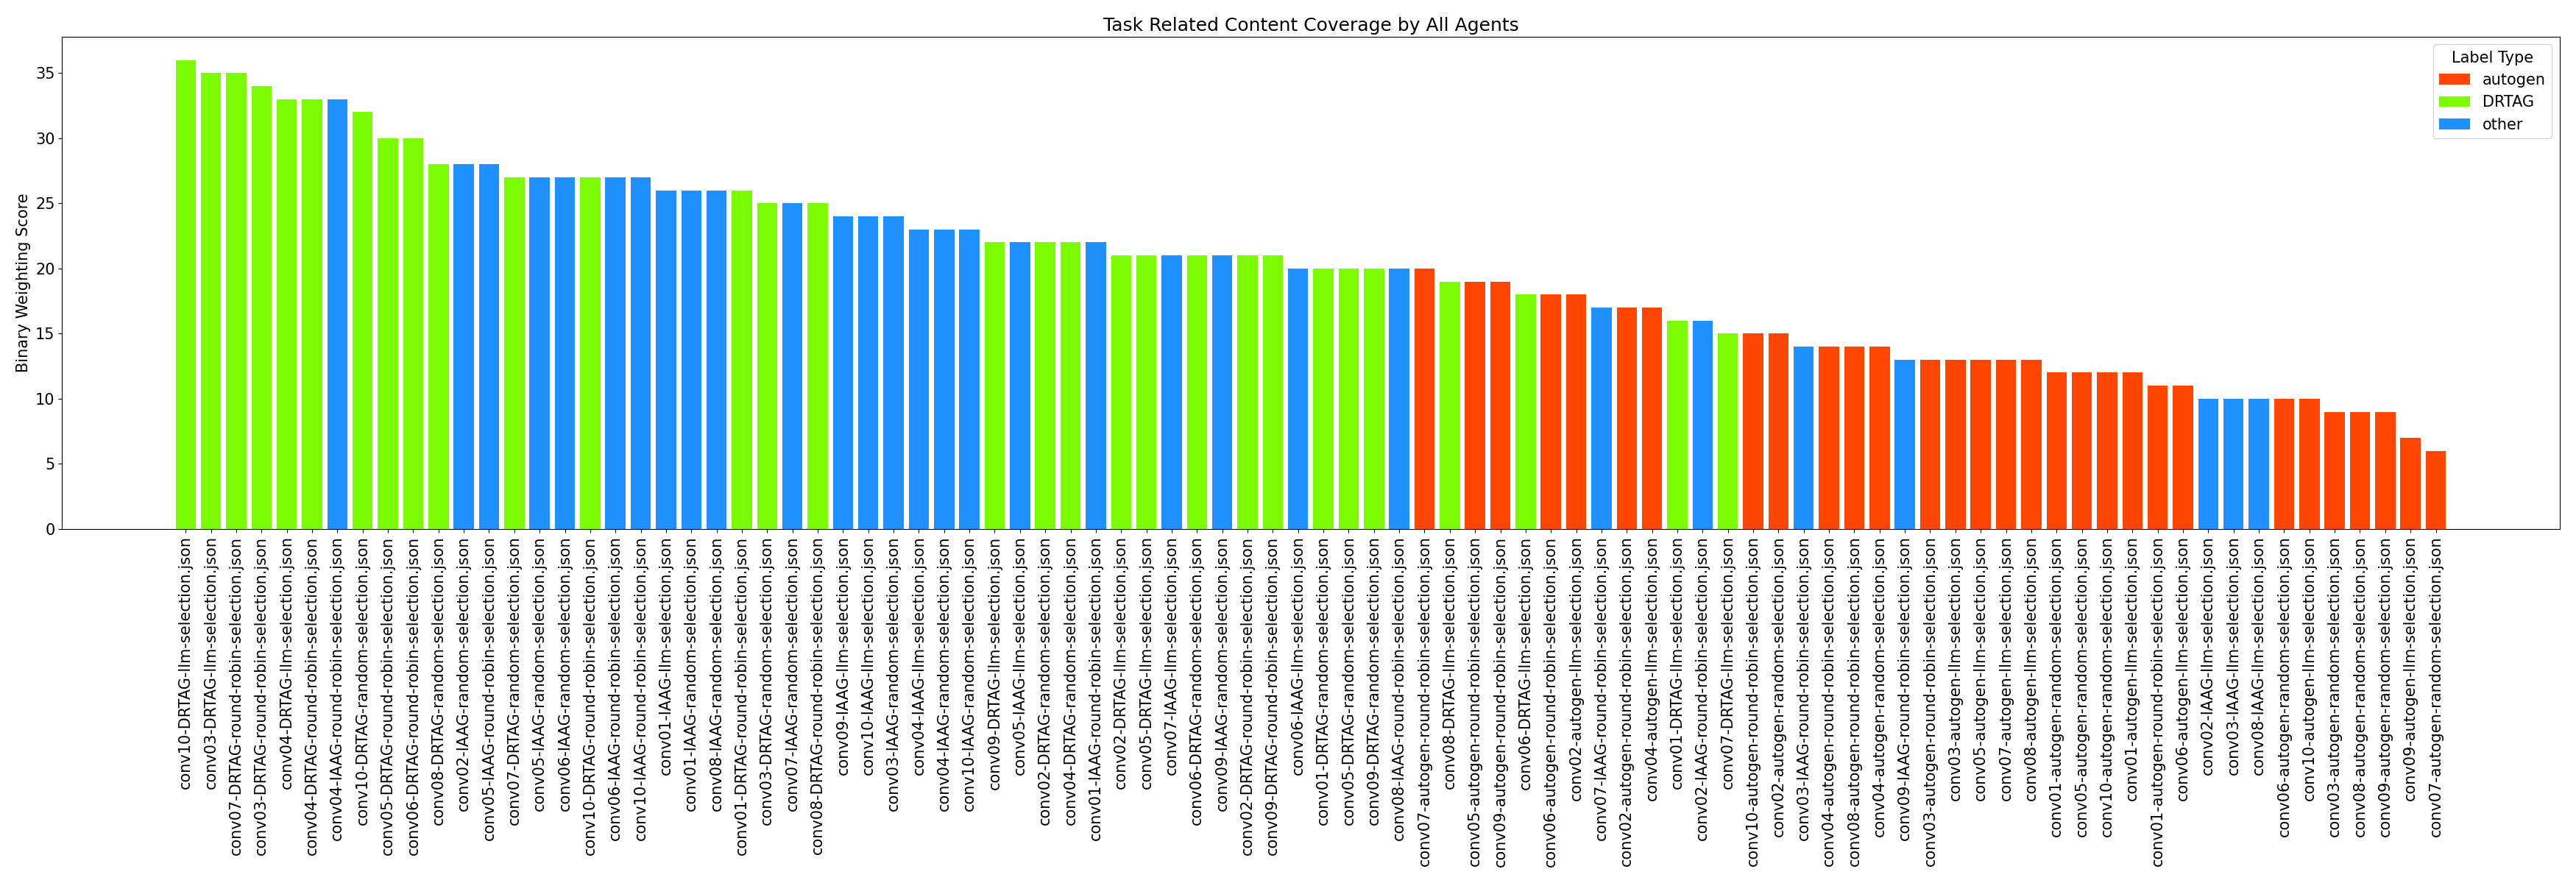 Task Related Content Coverage by All Agents
Label Type
autogen
DRTAG
other
Binary Weighting Score
35
30
25
20
15
10
5
0
conv10-DRTAG-llm-selection.json
conv03-DRTAG-llm-selection.json
conv07-DRTAG-round-robin-selection.json
conv03-DRTAG-round-robin-selection.json
conv04-DRTAG-llm-selection.json
conv04-DRTAG-round-robin-selection.json
conv04-IAAG-round-robin-selection.json
conv10-DRTAG-random-selection.json
conv05-DRTAG-round-robin-selection.json
conv06-DRTAG-round-robin-selection.json
conv08-DRTAG-random-selection.json
conv02-IAAG-random-selection.json
conv05-IAAG-round-robin-selection.json
conv07-DRTAG-random-selection.json
conv05-IAAG-random-selection.json
conv06-IAAG-random-selection.json
conv10-DRTAG-round-robin-selection.json
conv06-IAAG-round-robin-selection.json
conv10-IAAG-round-robin-selection.json
conv01-IAAG-llm-selection.json
conv01-IAAG-random-selection.json
conv08-IAAG-random-selection.json
conv01-DRTAG-round-robin-selection.json
conv03-DRTAG-random-selection.json
conv07-IAAG-random-selection.json
conv08-DRTAG-round-robin-selection.json
conv09-IAAG-llm-selection.json
conv10-IAAG-llm-selection.json
conv03-IAAG-random-selection.json
conv04-IAAG-llm-selection.json
conv04-IAAG-random-selection.json
conv10-IAAG-random-selection.json
conv09-DRTAG-llm-selection.json
conv05-IAAG-llm-selection.json
conv02-DRTAG-random-selection.json
conv04-DRTAG-random-selection.json
conv01-IAAG-round-robin-selection.json
conv02-DRTAG-llm-selection.json
conv05-DRTAG-llm-selection.json
conv07-IAAG-llm-selection.json
conv06-DRTAG-random-selection.json
conv09-IAAG-random-selection.json
conv02-DRTAG-round-robin-selection.json
conv09-DRTAG-round-robin-selection.json
conv06-IAAG-llm-selection.json
conv01-DRTAG-random-selection.json
conv05-DRTAG-random-selection.json
conv09-DRTAG-random-selection.json
conv08-IAAG-round-robin-selection.json
conv07-autogen-round-robin-selection.json
conv08-DRTAG-llm-selection.json
conv05-autogen-round-robin-selection.json
conv09-autogen-round-robin-selection.json
conv06-DRTAG-llm-selection.json
conv06-autogen-round-robin-selection.json
conv02-autogen-llm-selection.json
conv07-IAAG-round-robin-selection.json
conv02-autogen-round-robin-selection.json
conv04-autogen-llm-selection.json
conv01-DRTAG-llm-selection.json
conv02-IAAG-round-robin-selection.json
conv07-DRTAG-llm-selection.json
conv10-autogen-round-robin-selection.json
conv02-autogen-random-selection.json
conv03-IAAG-round-robin-selection.json
conv04-autogen-round-robin-selection.json
conv08-autogen-round-robin-selection.json
conv04-autogen-random-selection.json
conv09-IAAG-round-robin-selection.json
conv03-autogen-round-robin-selection.json
conv03-autogen-llm-selection.json
conv05-autogen-llm-selection.json
conv07-autogen-llm-selection.json
conv08-autogen-llm-selection.json
conv01-autogen-random-selection.json
conv05-autogen-random-selection.json
conv10-autogen-random-selection.json
conv01-autogen-llm-selection.json
conv01-autogen-round-robin-selection.json
conv06-autogen-llm-selection.json
conv02-IAAG-llm-selection.json
conv03-IAAG-llm-selection.json
conv08-IAAG-llm-selection.json
conv06-autogen-random-selection.json
conv10-autogen-llm-selection.json
conv03-autogen-random-selection.json
conv08-autogen-random-selection.json
conv09-autogen-random-selection.json
conv09-autogen-llm-selection.json
conv07-autogen-random-selection.json